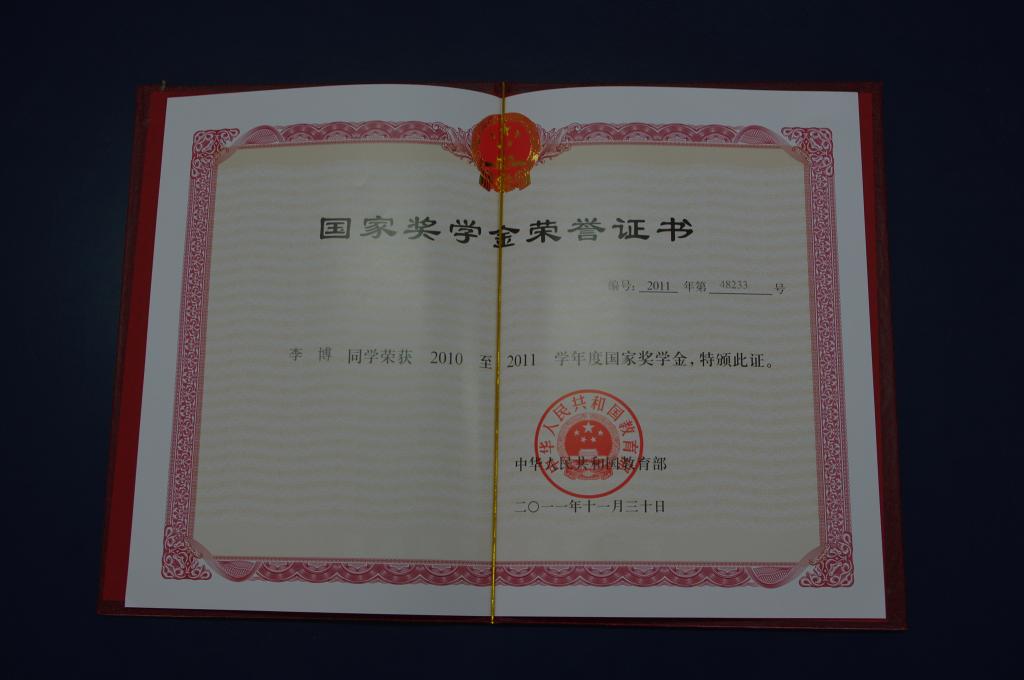 国家奖学金荣誉证书
编号: 2011 年第 48233 号
李 博 同学荣获 2010 至 2011 学年度国家奖学金，特颁此证。
中华人民共和国教育部
中华人民共和国教育部
二〇一一年十一月三十日